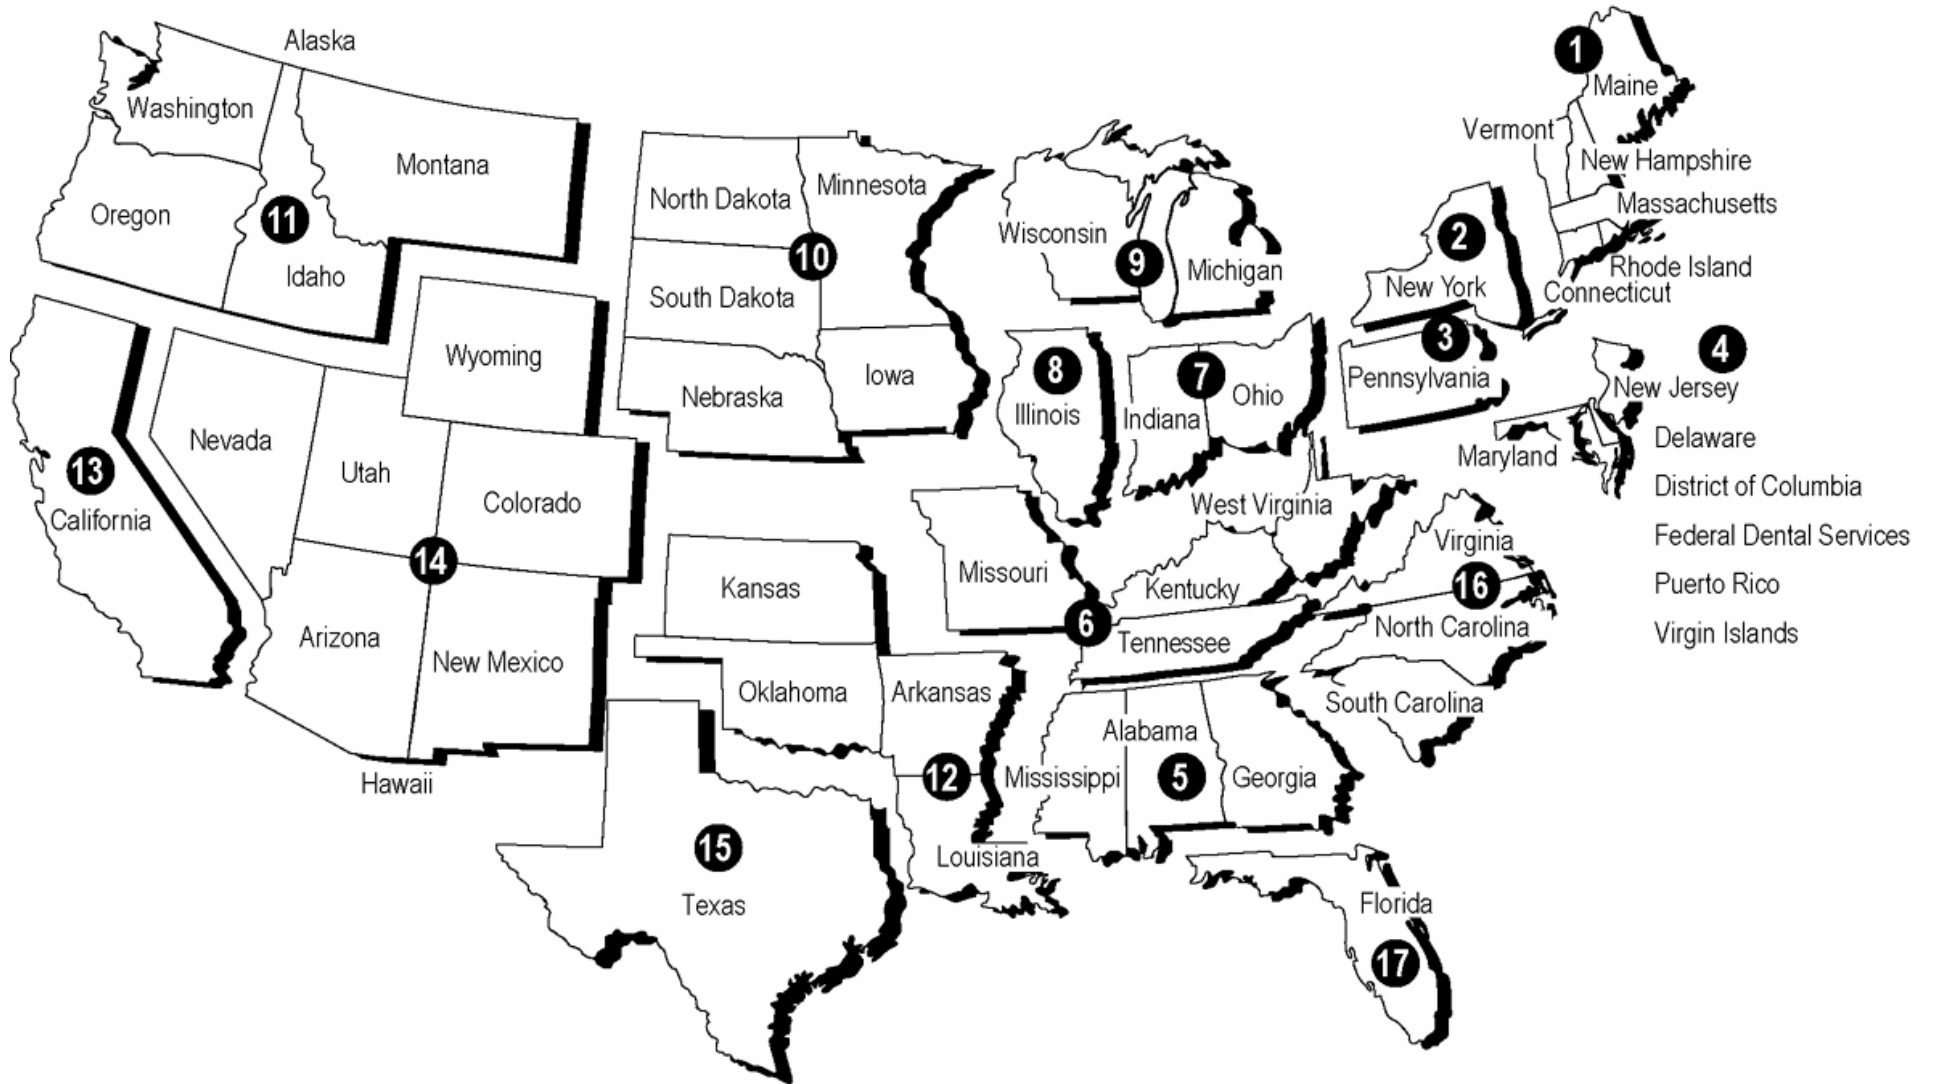 Alaska
1
Maine
Washington
Vermont
Montana
New Hampshire
Minnesota
North Dakota
Massachusetts
Oregon
11
Wisconsin
2
10
9
Michigan
Rhode Island
Idaho
New York
Connecticut
South Dakota
3
4
Wyoming
8
7
Iowa
Pennsylvania
New Jersey
Nebraska
Ohio
Illinois
Indiana
Nevada
Delaware
Maryland
13
Utah
District of Columbia
Colorado
West Virginia
California
Federal Dental Services
Virginia
14
Missouri
Kansas
Kentucky
16
Puerto Rico
6
North Carolina
Arizona
Tennessee
Virgin Islands
New Mexico
Oklahoma
Arkansas
South Carolina
Alabama
Hawaii
12
Mississippi
5
Georgia
15
Louisiana
Texas
Florida
17